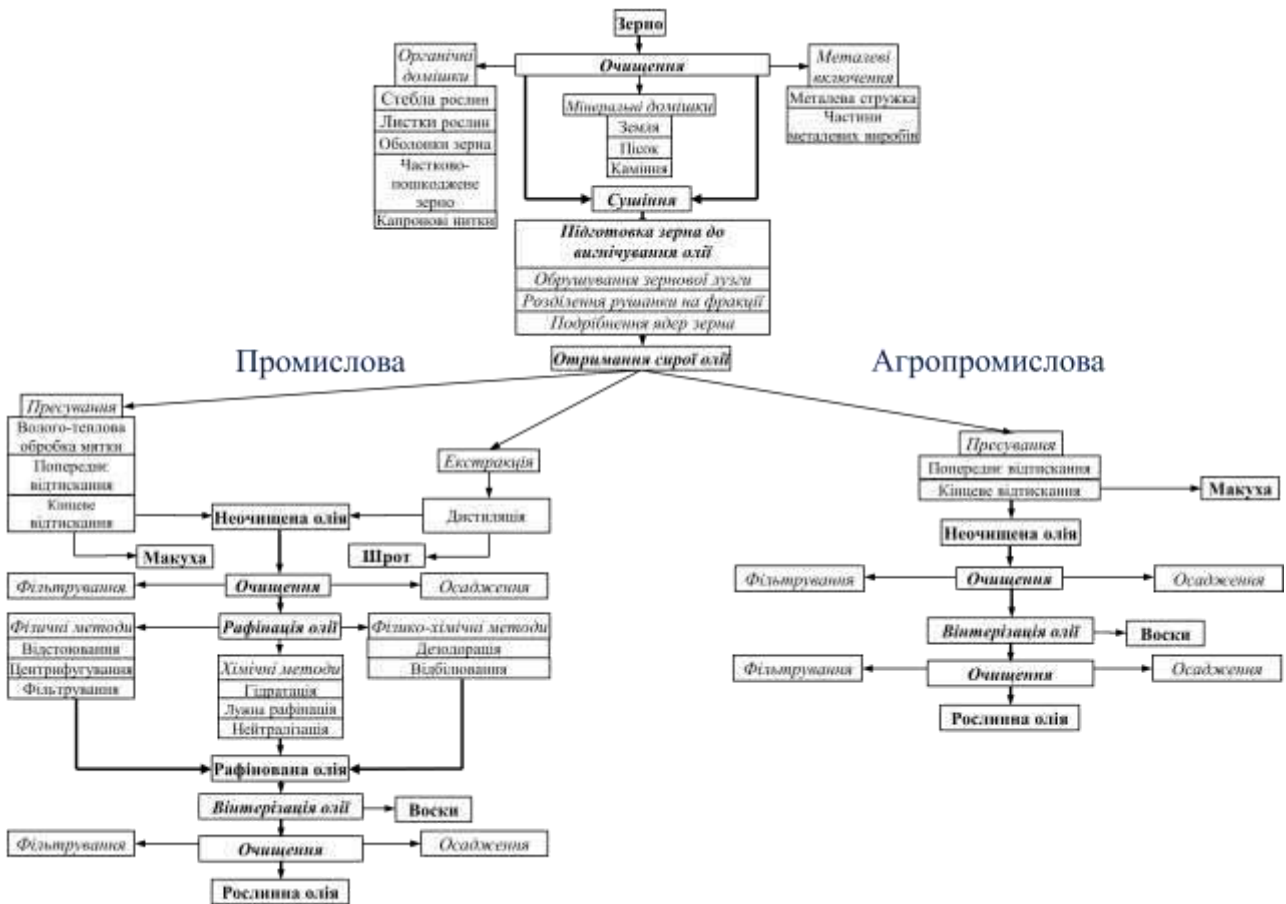 Зерно
Органічні
домішки
Очищення
Металеві
включення
Стебла рослин
Листки рослин
Оболонки зерна
Частково-
пошкоджене
зерно
Капронові нитки
Мінеральні домішки
Земля
Пісок
Каміння
Металева стружка
Частини
металевих виробів
Сушіння
Підготовка зерна до
вигнічування олії
Обрушування зернової лузги
Розділення рушанки на фракції
Подрібнення ядер зерна
Промислова
Отримання сирої олії
Агропромислова
Пресування
Волого-теплова
обробка мятки
Попереднє
відтискання
Кінцеве
відтискання
Екстракція
Дистиляція
Неочищена олія
Макуха
Шрот
Фільтрування
Очищення
Осадження
Фізичні методи
Відстоювання
Центрифугування
Фільтрування
Рафінація олії
Фізико-хімічні методи
Дезодорація
Відбілювання
Хімічні методи
Гідратація
Лужна рафінація
Нейтралізація
Рафінована олія
Вінтерізація олії
Воски
Фільтрування
Очищення
Осадження
Рослинна олія
Пресування
Попереднє відтискання
Кінцеве відтискання
Макуха
Неочищена олія
Фільтрування
Очищення
Осадження
Вінтерізація олії
Воски
Фільтрування
Очищення
Осадження
Рослинна олія